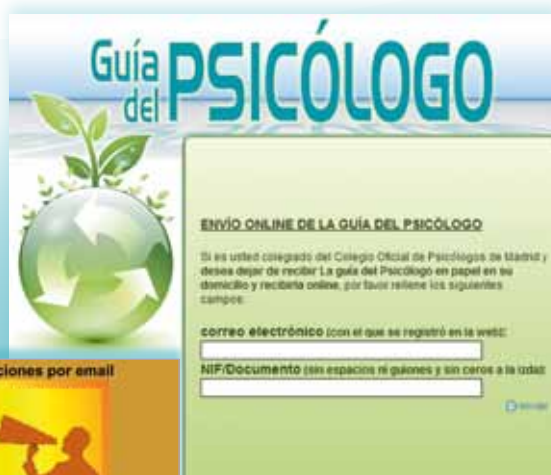 Guía
del PSICÓLOGO
ENVÍO ONLINE DE LA GUÍA DEL PSICÓLOGO
Si es usted colegiado del Colegio Oficial de Psicólogos de Madrid y
desea dejar de recibir La guía del Psicólogo en papel en su
domicilio y recibirla online, por favor rellene los siguientes
campos:
correo electrónico (con el que se registró en la web):
NIF/Documento (sin espacios ni guiones y sin ceros a la izda):
enviar
ciones por email